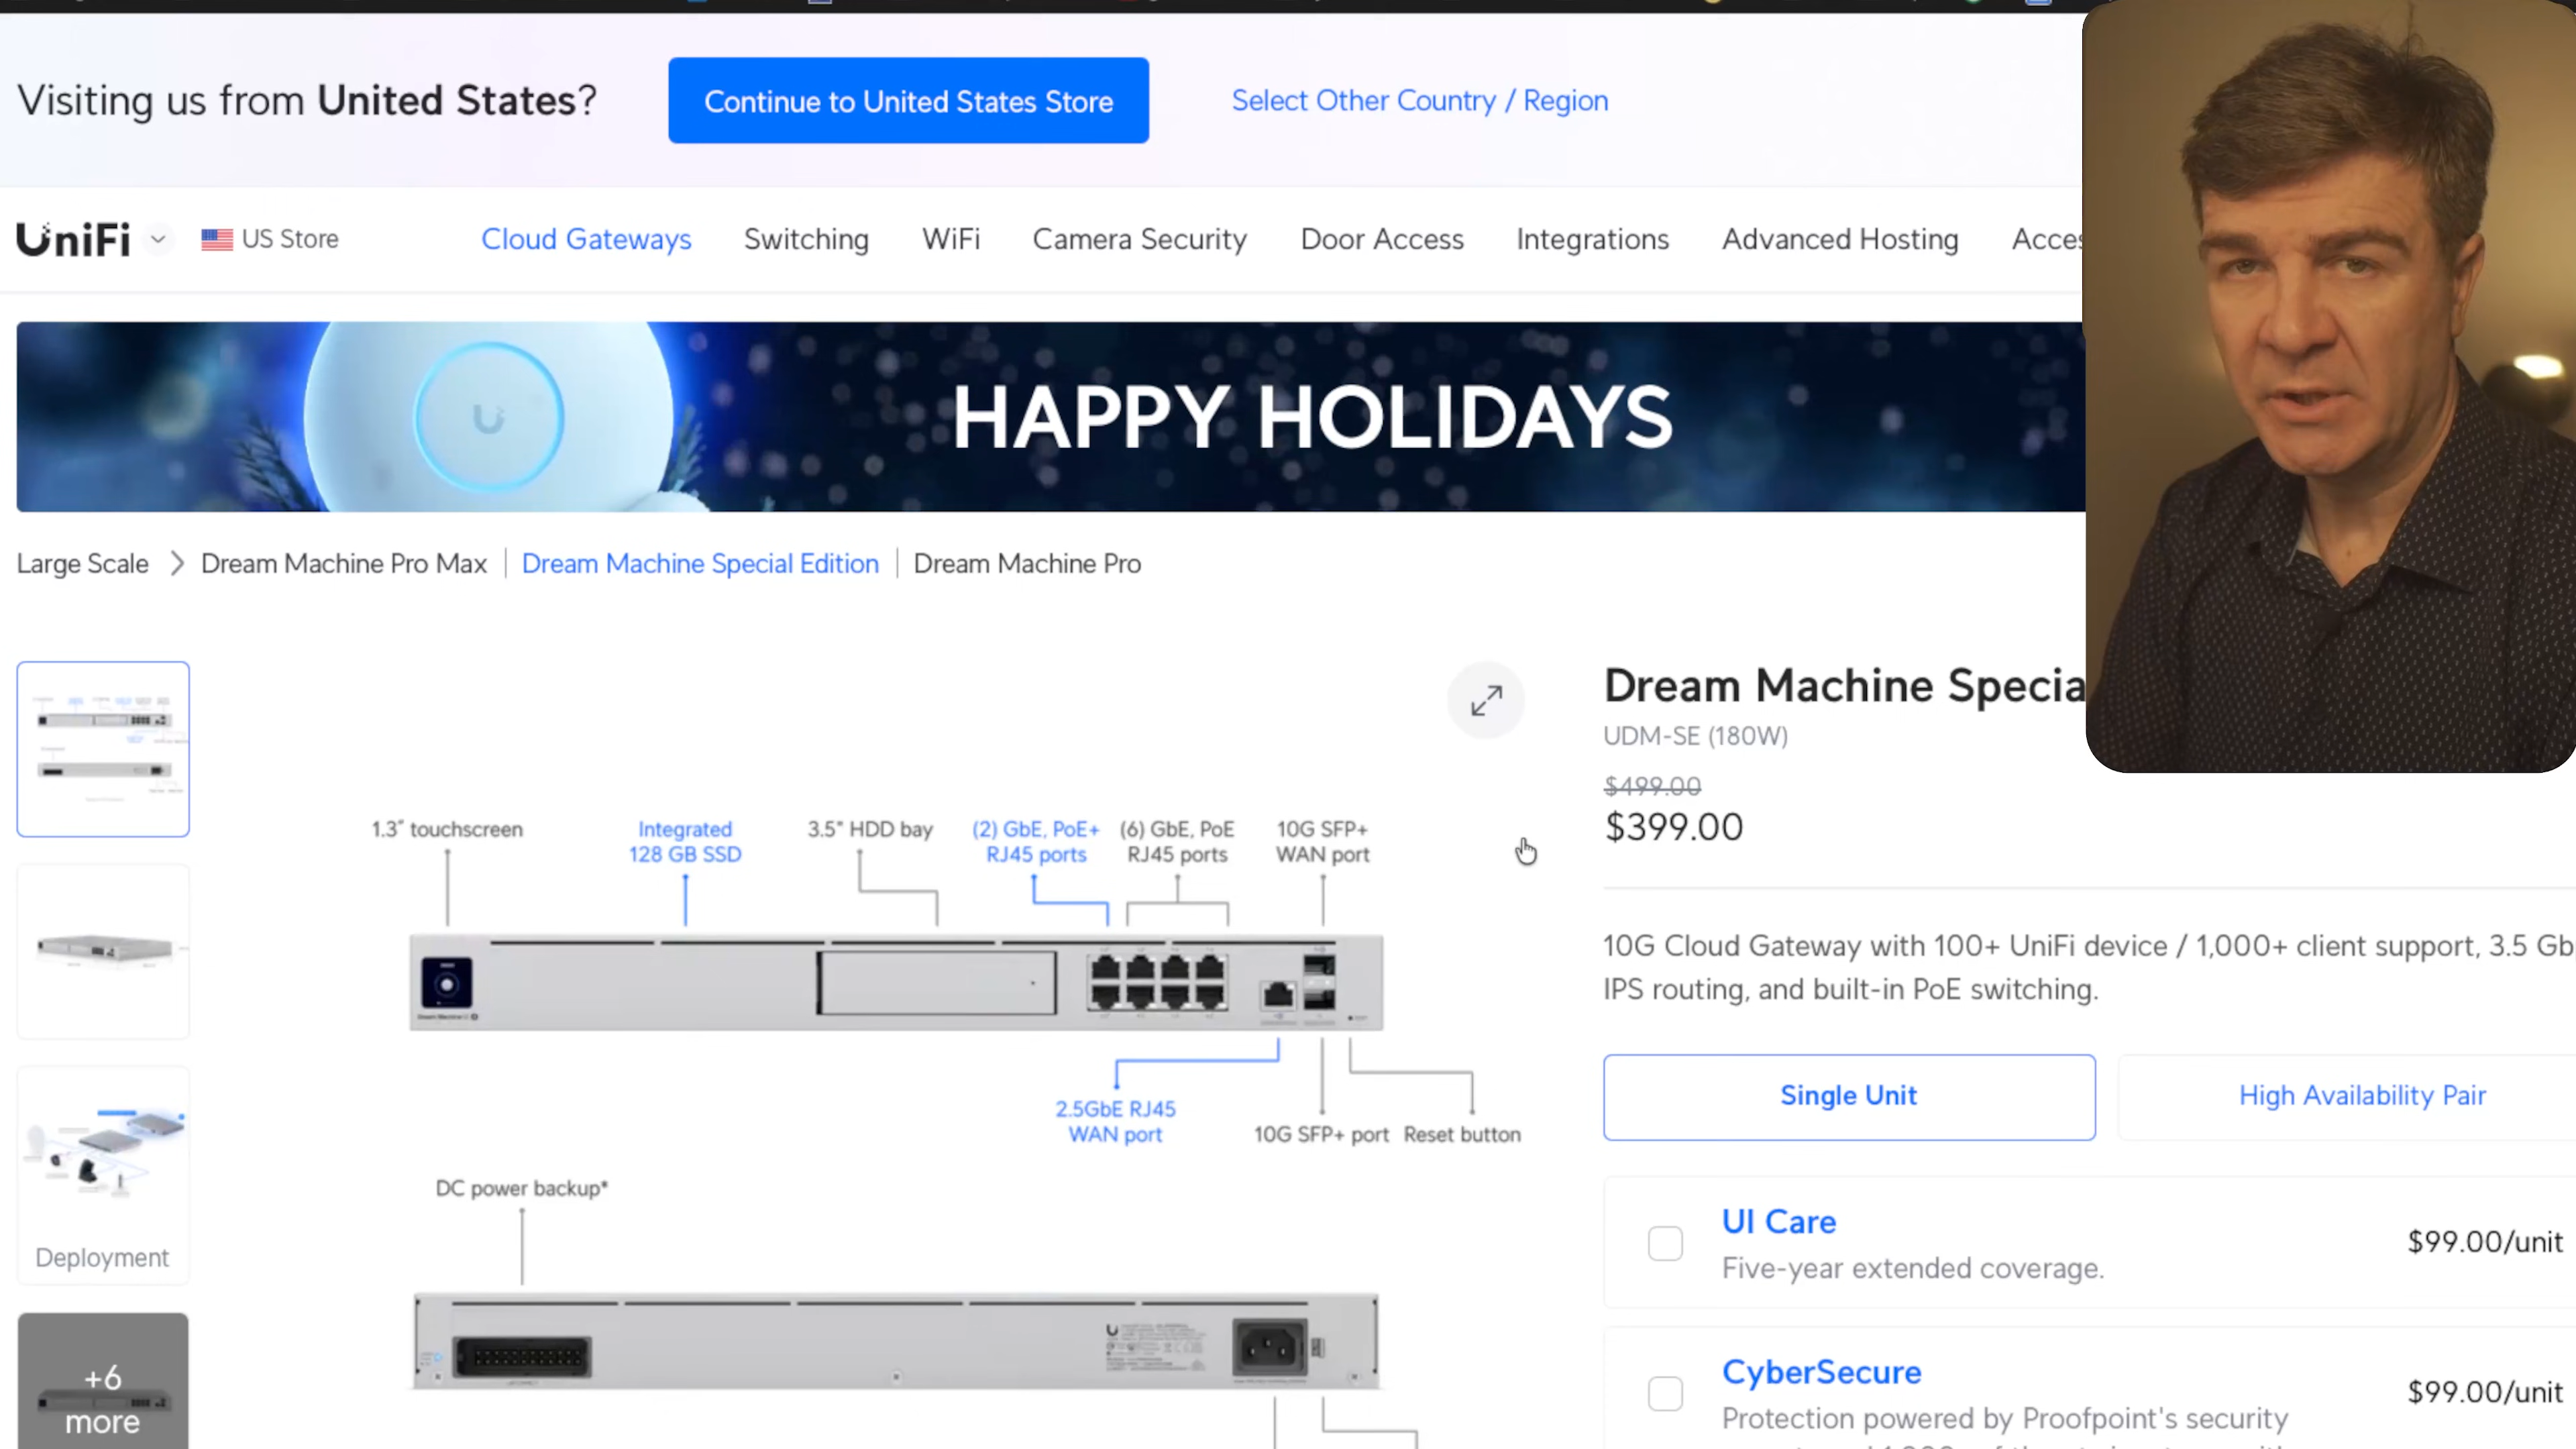 Visiting us from United States?
Continue to United States Store
Select Other Country / Region
UniFi
US Store
Cloud Gateways
Switching
WiFi
Camera Security
Door Access
Integrations
Advanced Hosting
Acces
HAPPY HOLIDAYS
Large Scale
Dream Machine Pro Max
Dream Machine Special Edition
Dream Machine Pro
Dream Machine Specia
UDM-SE (180W)
$499.00
$399.00
1.3" touchscreen
Integrated
128 GB SSD
3.5" HDD bay
(2) GbE, PoE+
RJ45 ports
(6) GbE, PoE
RJ45 ports
10G SFP+
WAN port
10G Cloud Gateway with 100+ UniFi device / 1,000+ client support, 3.5 Gb
IPS routing, and built-in PoE switching.
2.5GbE RJ45
WAN port
10G SFP+ port
Reset button
Single Unit
High Availability Pair
DC power backup*
UI Care
$99.00/unit
Five-year extended coverage.
Deployment
CyberSecure
$99.00/unit
Protection powered by Proofpoint's security
+6
more